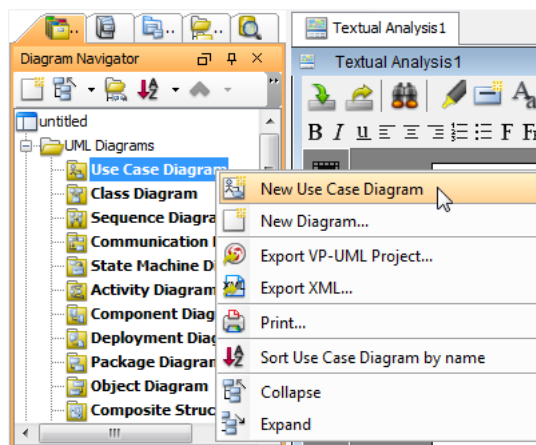 Textual Analysis1
Diagram Navigator
Textual Analysis1
B I u F
untitled
UML Diagrams
Use Case Diagram
Class Diagram
Sequence Diagra
Communication
State Machine D
Activity Diagram
Component Diag
Deployment Diag
Package Diagram
Object Diagram
Composite Struc
New Use Case Diagram
New Diagram...
Export VP-UML Project...
Export XML...
Print...
Sort Use Case Diagram by name
Collapse
Expand